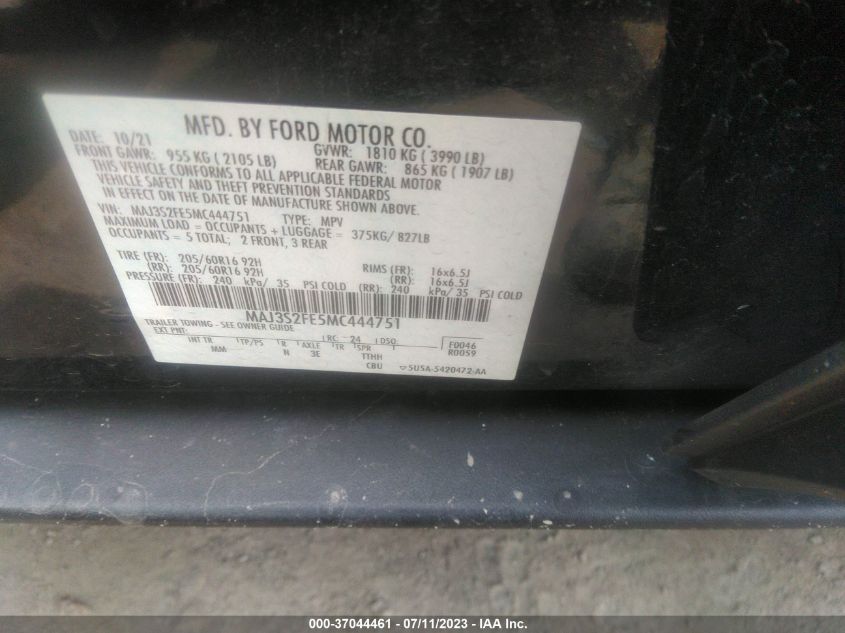 MFD. BY FORD MOTOR CO.
DATE: 10/21 GVWR: 1810 KG ( 3990 LB)
FRONT GAWR: 955 KG ( 2105 LB) REAR GAWR: 865 KG ( 1907 LB)
THIS VEHICLE CONFORMS TO ALL APPLICABLE FEDERAL MOTOR
VEHICLE SAFETY AND THEFT PREVENTION STANDARDS
IN EFFECT ON THE DATE OF MANUFACTURE SHOWN ABOVE.
VIN: MAJ3S2FE5MC444751 TYPE: MPV
MAXIMUM LOAD = OCCUPANTS + LUGGAGE = 375KG/ 827LB
OCCUPANTS = 5 TOTAL; 2 FRONT, 3 REAR
TIRE (FR): 205/60R16 92H RIMS (FR): 16x6.5J
(RR): 205/60R16 92H (RR): 16x6.5J
PRESSURE (FR): 240 kPa/ 35 PSI COLD (RR): 240 kPa/ 35 PSI COLD
MAJ3S2FE5MC444751
TRAILER TOWING - SEE OWNER GUIDE
EXT PNT: RC: 24 DSO: F0046
INT TR TP/PS R AXLE TR SPR R0059
MM N 3E TTHH
CBU 5U5A-5420472-AA
000-37044461 - 07/11/2023 - IAA Inc.